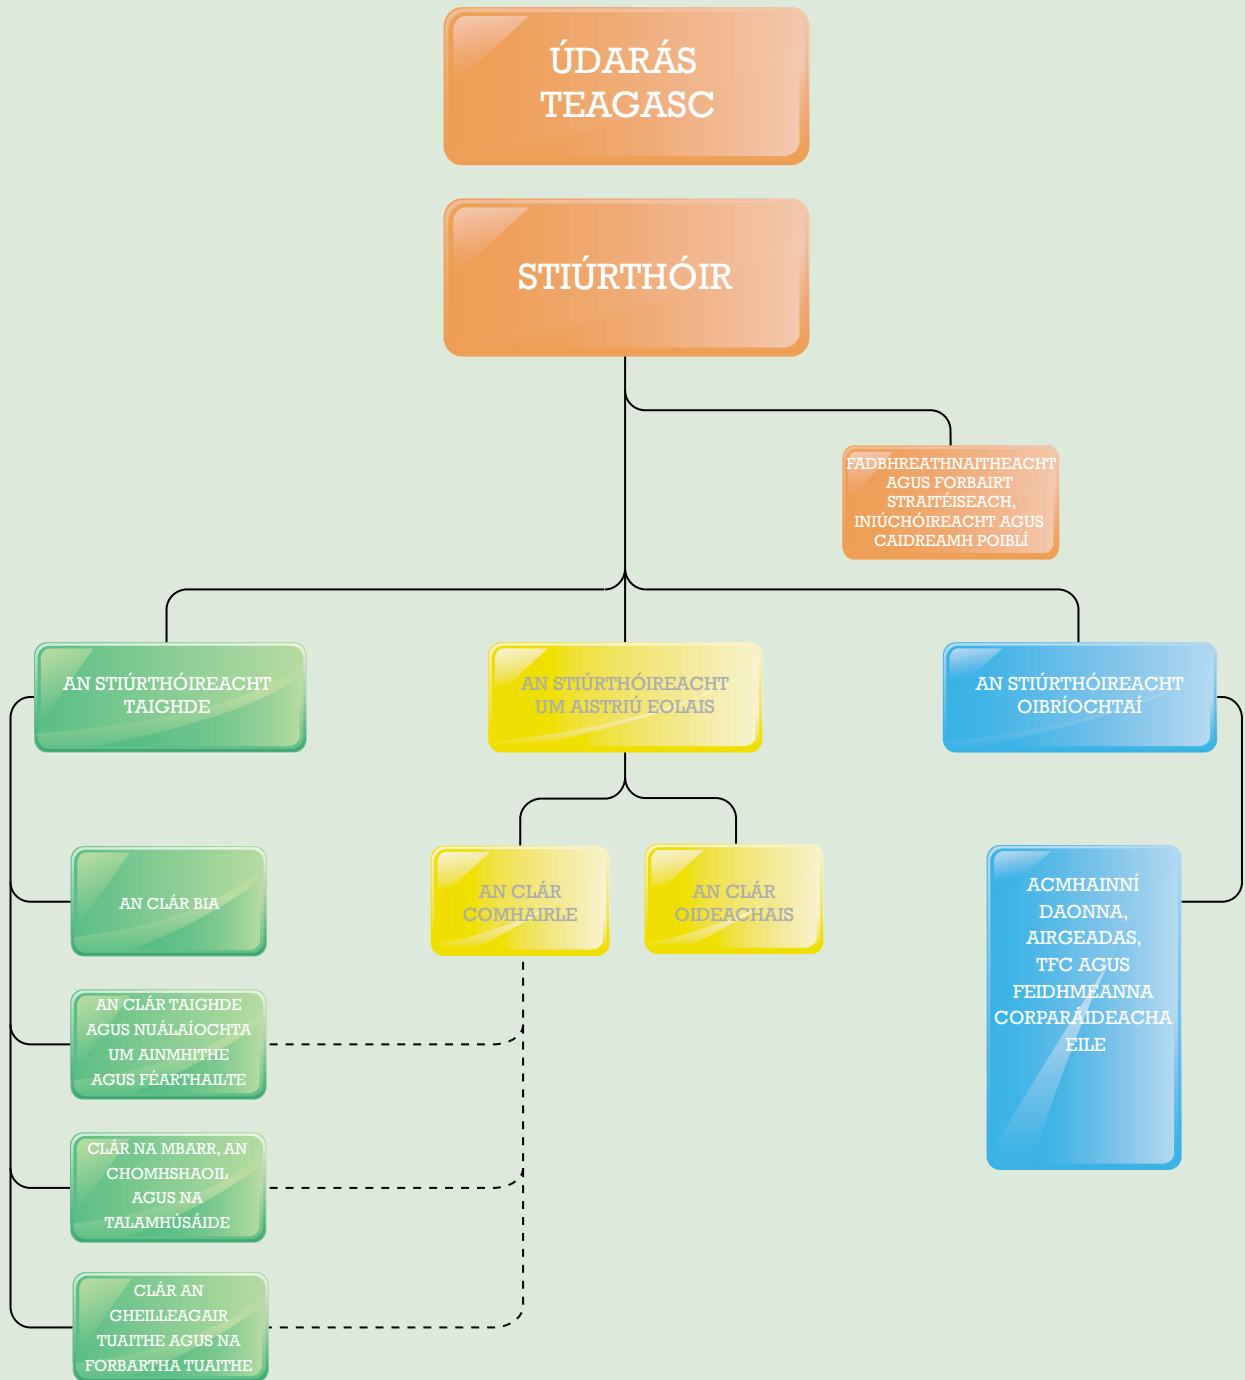 ÚDARÁS
TEAGASC
STIÚRTHÓIR
FADBHREATHNAITHEACHT
AGUS FORBAIRT
STRAITÉISEACH,
INIÚCHÓIREACHT AGUS
CAIDREAMH POIBLÍ
AN STIÚRTHÓIREACHT
TAIGHDE
AN STIÚRTHÓIREACHT
UM AISTRIÚ EOLAIS
AN STIÚRTHÓIREACHT
OIBRÍOCHTAÍ
AN CLÁR BIA
AN CLÁR TAIGHDE
AGUS NUÁLAÍOCHTA
UM AINMHITHE
AGUS FÉARTHAILTE
CLÁR NA MBARR, AN
CHOMHSHAOIL
AGUS NA
TALAMHÚSÁIDE
CLÁR AN
GHEILLEAGAIR
TUAITHE AGUS NA
FORBARTHA TUAITHE
AN CLÁR
COMHAIRLE
AN CLÁR
OIDEACHAIS
ACMHAINNÍ
DAONNA,
AIRGEADAS,
TFC AGUS
FEIDHMEANNA
CORPARÁIDEACHA
EILE